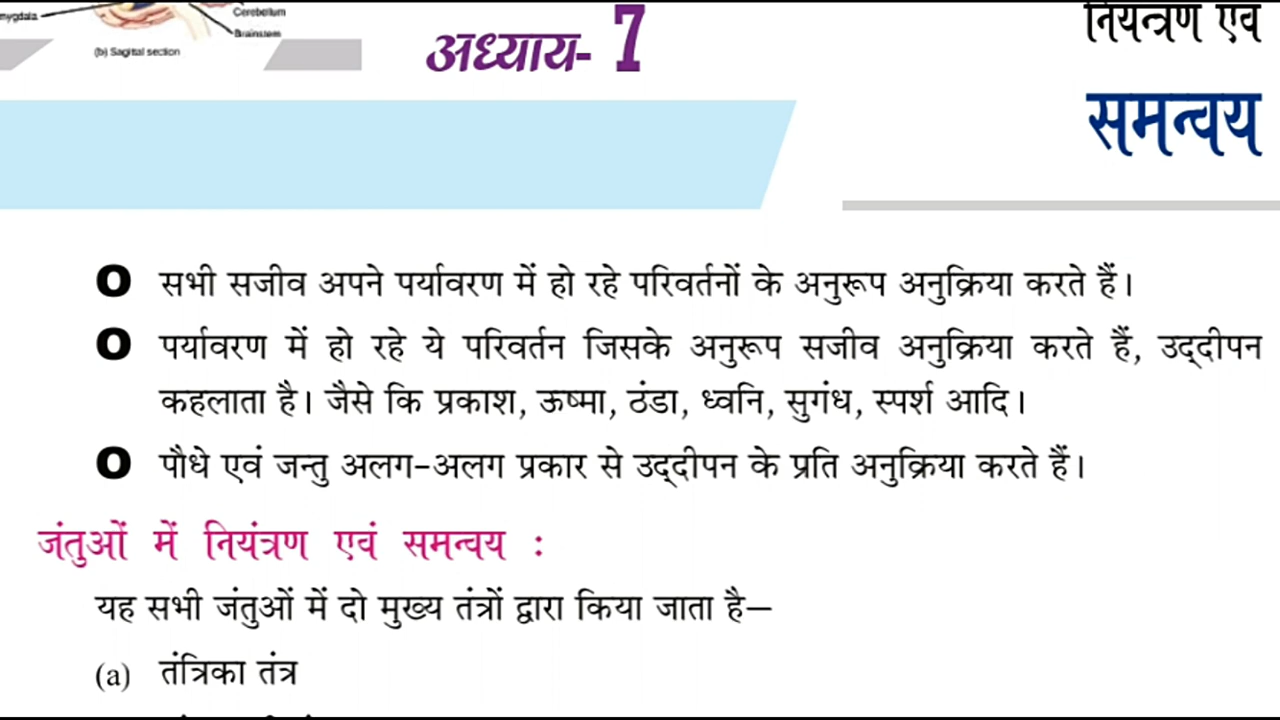 Cerebellum
Brainstem
(b) Sagittal section
अध्याय- 7
नियन्त्रण एवं
समन्वय
सभी सजीव अपने पर्यावरण में हो रहे परिवर्तनों के अनुरूप अनुक्रिया करते हैं।
पर्यावरण में हो रहे ये परिवर्तन जिसके अनुरूप सजीव अनुक्रिया करते हैं, उद्दीपन
कहलाता है। जैसे कि प्रकाश, ऊष्मा, ठंडा, ध्वनि, सुगंध, स्पर्श आदि।
पौधे एवं जन्तु अलग-अलग प्रकार से उद्दीपन के प्रति अनुक्रिया करते हैं।
जंतुओं में नियंत्रण एवं समन्वय :
यह सभी जंतुओं में दो मुख्य तंत्रों द्वारा किया जाता है—
(a) तंत्रिका तंत्र